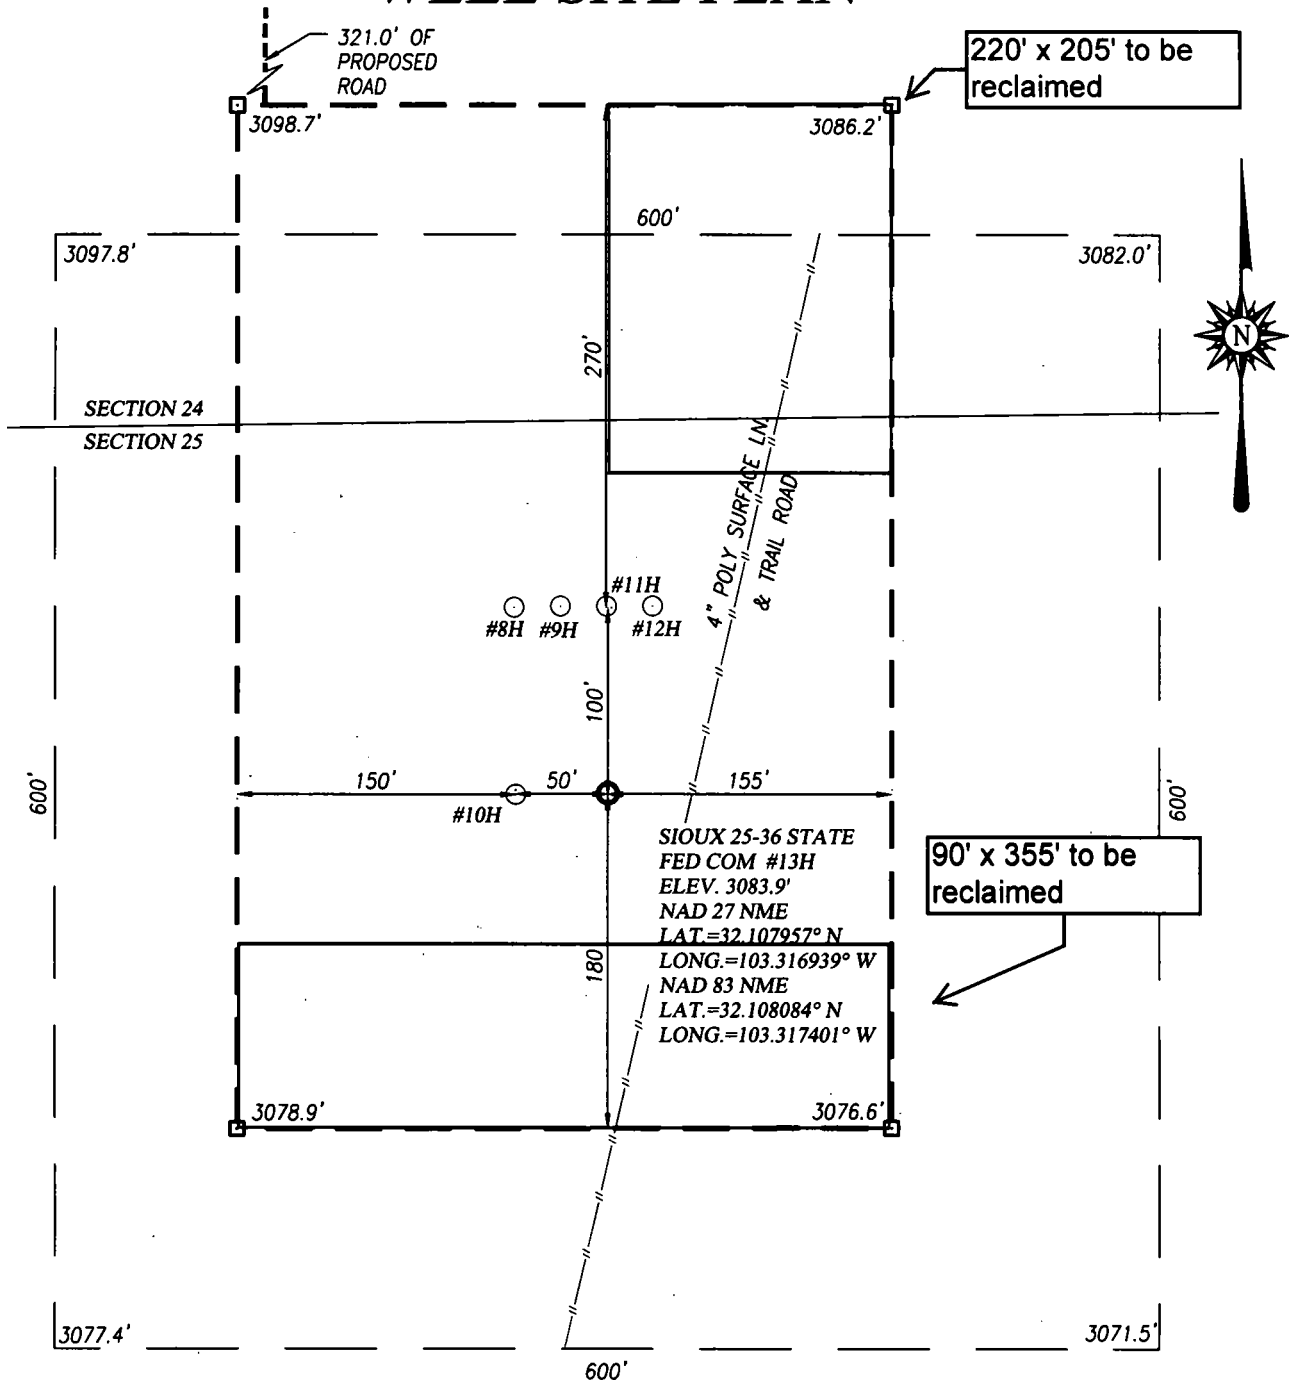 WELL SITE PLAN
321.0' OF
PROPOSED
ROAD
220' x 205' to be
reclaimed
3098.7'
3086.2'
600'
3097.8'
3082.0'
N
270'
SECTION 24
SECTION 25
4" POLY SURFACE LN
& TRAIL ROAD
#11H
#8H
#9H
#12H
100'
600'
150'
50'
155'
600'
#10H
SIOUX 25-36 STATE
FED COM #13H
ELEV. 3083.9'
NAD 27 NME
LAT.=32.107957° N
LONG.=103.316939° W
NAD 83 NME
LAT.=32.108084° N
LONG.=103.317401° W
90' x 355' to be
reclaimed
180
3078.9'
3076.6'
3077.4'
3071.5'
600'